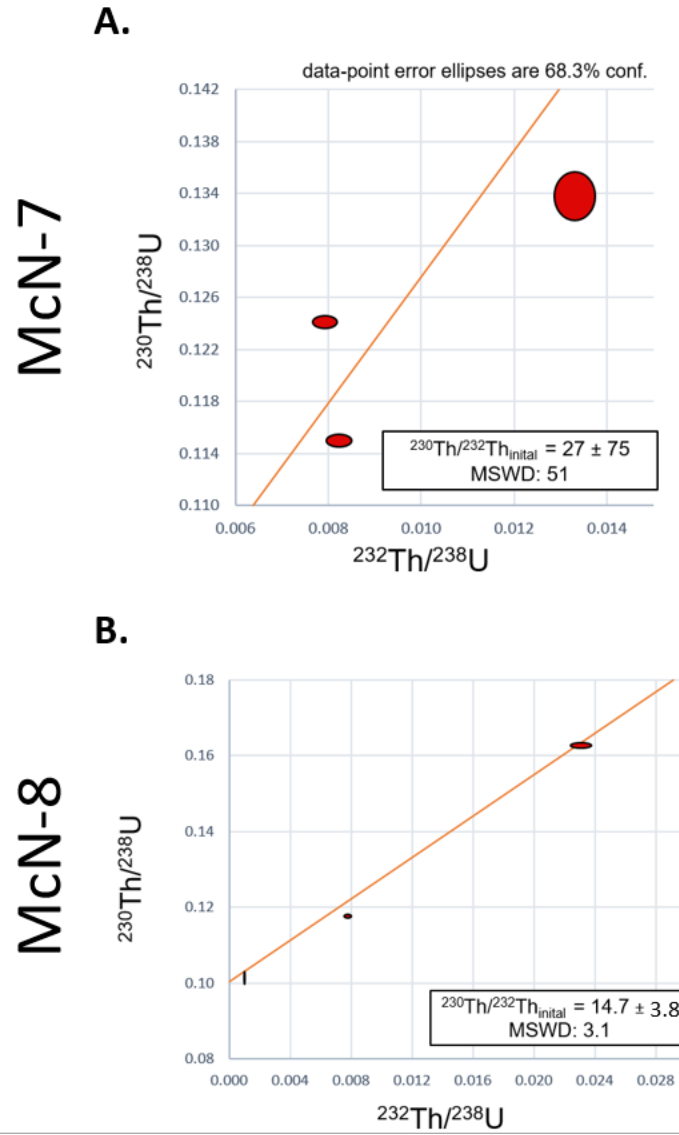 A.
data-point error ellipses are 68.3% conf.
McN-7
²³⁰Th/²³⁸U
0.142
0.138
0.134
0.130
0.126
0.122
0.118
0.114
0.110
²³⁰Th/²³²Th_inital = 27 ± 75
MSWD: 51
0.006 0.008 0.010 0.012 0.014
²³²Th/²³⁸U
B.
McN-8
²³⁰Th/²³⁸U
0.18
0.16
0.14
0.12
0.10
0.08
²³⁰Th/²³²Th_inital = 14.7 ± 3.8
MSWD: 3.1
0.000 0.004 0.008 0.012 0.016 0.020 0.024 0.028
²³²Th/²³⁸U